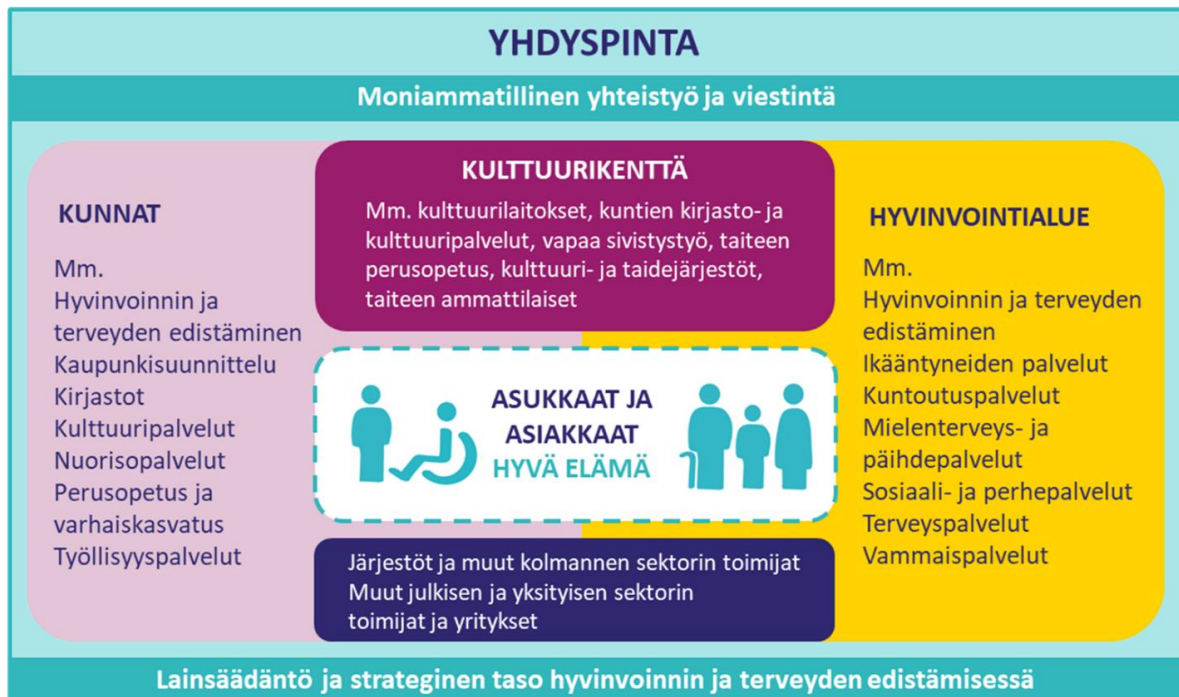 YHDYSPINTA
Moniammatillinen yhteistyö ja viestintä
KUNNAT
Mm.
Hyvinvoinnin ja
terveyden edistäminen
Kaupunkisuunnittelu
Kirjastot
Kulttuuripalvelut
Nuorisopalvelut
Perusopetus ja
varhaiskasvatus
Työllisyyspalvelut
KULTTUURIKENTTÄ
Mm. kulttuurilaitokset, kuntien kirjasto- ja
kulttuuripalvelut, vapaa sivistystyö, taiteen
perusopetus, kulttuuri- ja taidejärjestöt,
taiteen ammattilaiset
ASUKKAAT JA
ASIAKKAAT
HYVÄ ELÄMÄ
Järjestöt ja muut kolmannen sektorin toimijat
Muut julkisen ja yksityisen sektorin
toimijat ja yritykset
HYVINVOINTIALUE
Mm.
Hyvinvoinnin ja terveyden
edistäminen
Ikääntyneiden palvelut
Kuntoutuspalvelut
Mielenterveys- ja
päihdepalvelut
Sosiaali- ja perhepalvelut
Terveyspalvelut
Vammaispalvelut
Lainsäädäntö ja strateginen taso hyvinvoinnin ja terveyden edistämisessä